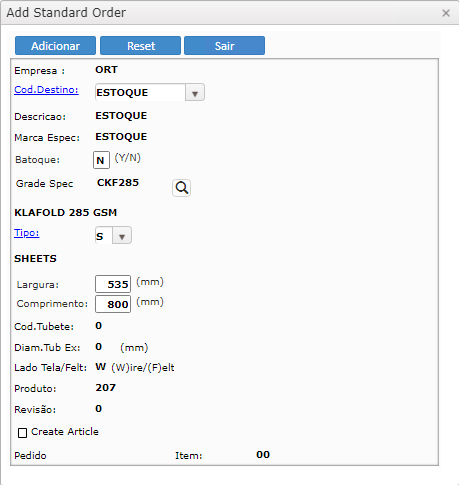 Add Standard Order
Adicionar Reset Sair
Empresa : ORT
Cod.Destino: ESTOQUE
Descricao: ESTOQUE
Marca Espec: ESTOQUE
Batoque: N (Y/N)
Grade Spec CKF285
KLAFOLD 285 GSM
Tipo: S
SHEETS
Largura: 535 (mm)
Comprimento: 800 (mm)
Cod.Tubete: 0
Diam.Tub Ex: 0 (mm)
Lado Tela/Felt: W (W)ire/(F)elt
Produto: 207
Revisão: 0
Create Article
Pedido Item: 00